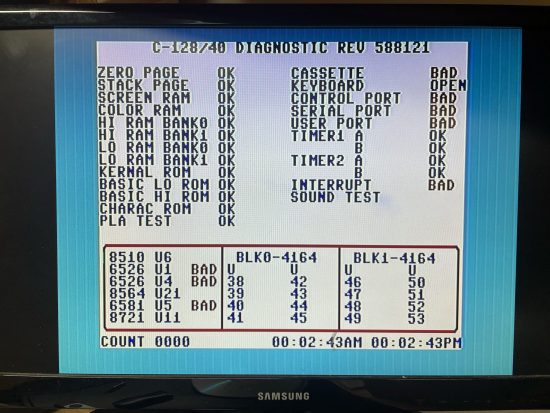 C-128/40 DIAGNOSTIC REV 588121
ZERO PAGE OK CASSETTE BAD
STACK PAGE OK KEYBOARD OPEN
SCREEN RAM OK CONTROL PORT BAD
COLOR RAM OK SERIAL PORT BAD
HI RAM BANK0 OK USER PORT BAD
HI RAM BANK1 OK TIMER1 A OK
LO RAM BANK0 OK B OK
LO RAM BANK1 OK TIMER2 A OK
KERNAL ROM OK B OK
BASIC LO ROM OK INTERRUPT BAD
BASIC HI ROM OK SOUND TEST
CHARAC ROM OK
PLA TEST OK
8510 U6 BLK0-4164 BLK1-4164
6526 U1 BAD U U U U
6526 U4 BAD 38 42 46 50
8564 U21 39 43 47 51
6581 U5 BAD 40 44 48 52
8721 U11 41 45 49 53
COUNT 0000 00:02:43AM 00:02:43PM
SAMSUNG